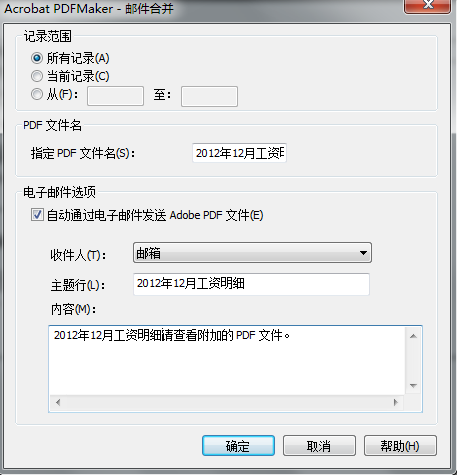 Acrobat PDFMaker - 邮件合并
记录范围
所有记录(A)
当前记录(C)
从(F): 至:
PDF 文件名
指定 PDF 文件名(S): 2012年12月工资
电子邮件选项
自动通过电子邮件发送 Adobe PDF 文件(E)
收件人(T): 邮箱
主题行(L): 2012年12月工资明细
内容(M):
2012年12月工资明细请查看附加的 PDF 文件。
确定 取消 帮助(H)